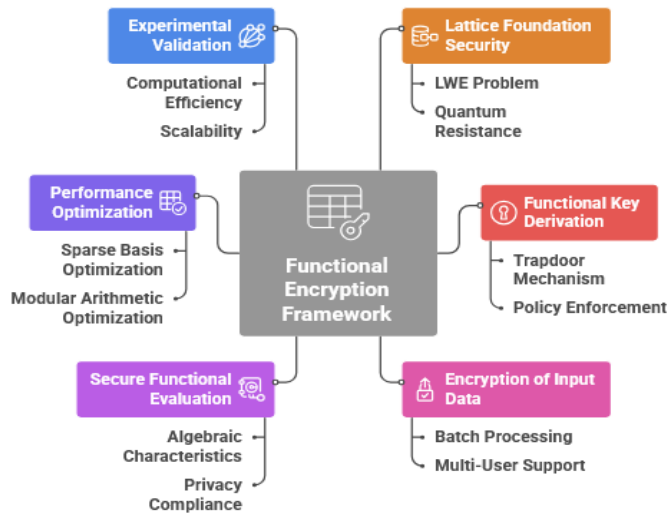 Experimental
Validation
Computational
Efficiency
Scalability
Lattice Foundation
Security
LWE Problem
Quantum
Resistance
Performance
Optimization
Sparse Basis
Optimization
Modular Arithmetic
Optimization
Functional
Encryption
Framework
Functional Key
Derivation
Trapdoor
Mechanism
Policy Enforcement
Secure Functional
Evaluation
Algebraic
Characteristics
Privacy
Compliance
Encryption of Input
Data
Batch Processing
Multi-User Support